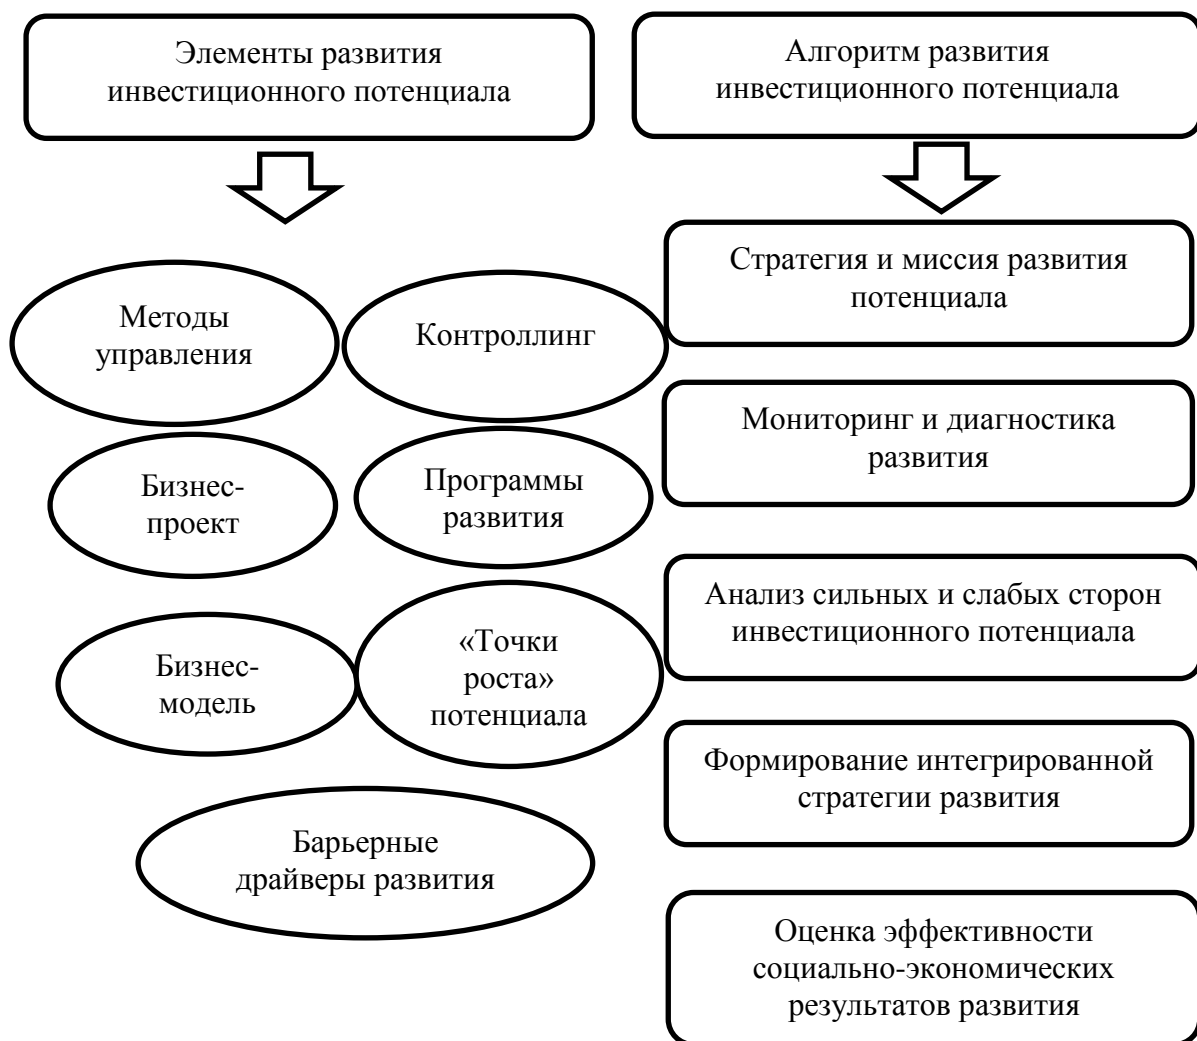 Элементы развития
инвестиционного потенциала
Алгоритм развития
инвестиционного потенциала
Методы
управления
Контроллинг
Бизнес-
проект
Программы
развития
Бизнес-
модель
«Точки
роста»
потенциала
Барьерные
драйверы развития
Стратегия и миссия развития
потенциала
Мониторинг и диагностика
развития
Анализ сильных и слабых сторон
инвестиционного потенциала
Формирование интегрированной
стратегии развития
Оценка эффективности
социально-экономических
результатов развития